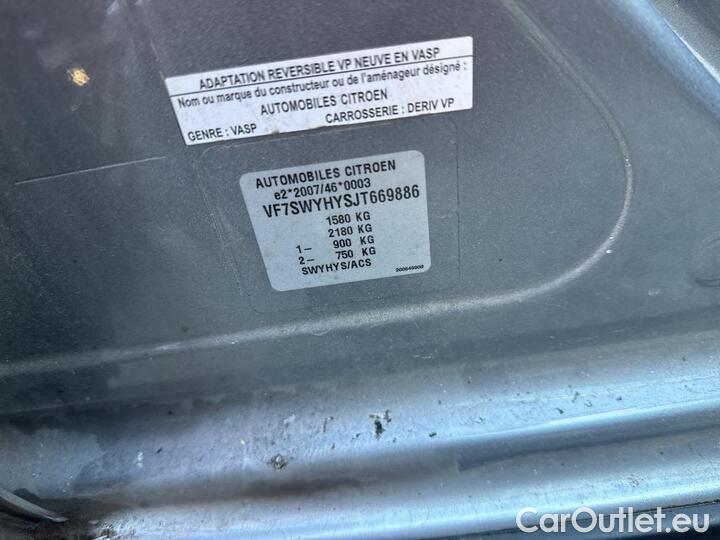 ADAPTATION REVERSIBLE VP NEUVE EN VASP
Nom ou marque du constructeur ou de l'aménageur désigné :
AUTOMOBILES CITROEN
GENRE : VASP CARROSSERIE : DERIV VP
AUTOMOBILES CITROEN
e2*2007/46*0003
VF7SWYHYSJT669886
1580 KG
2180 KG
1– 900 KG
2– 750 KG
SWYHYS/ACS
CarOutlet.eu